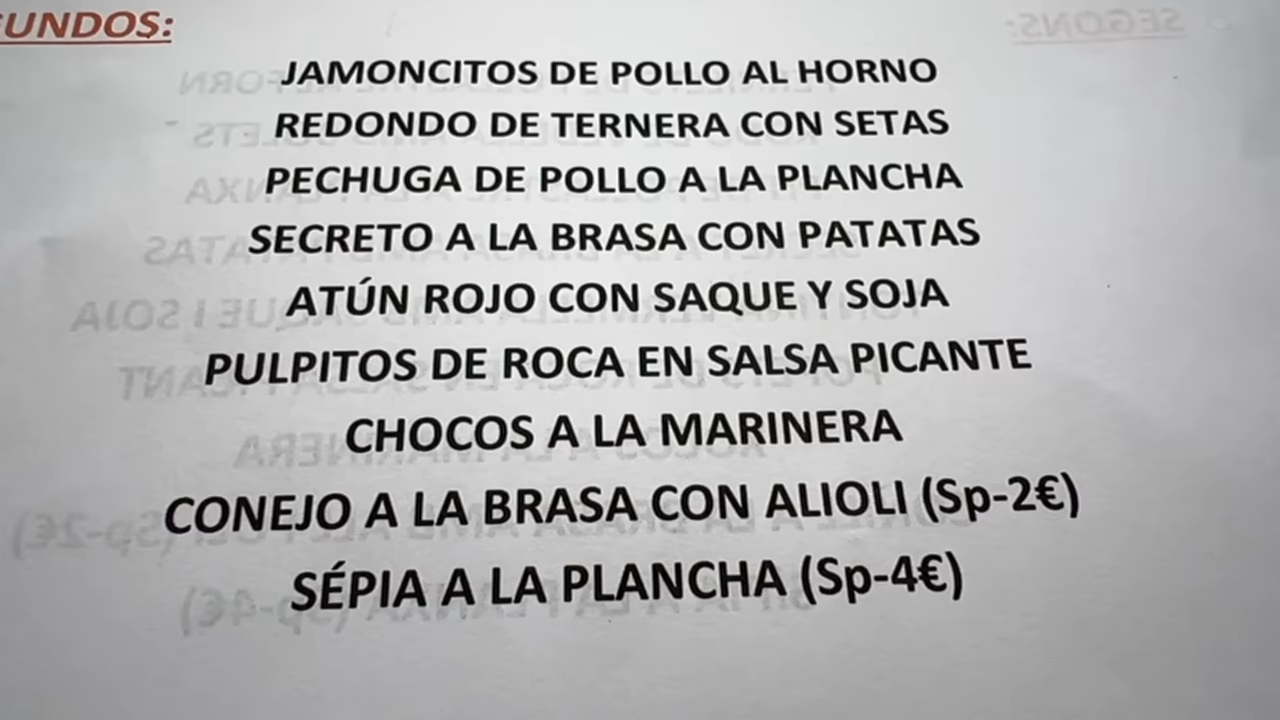 UNDOS:
JAMONCITOS DE POLLO AL HORNO
REDONDO DE TERNERA CON SETAS
PECHUGA DE POLLO A LA PLANCHA
SECRETO A LA BRASA CON PATATAS
ATÚN ROJO CON SAQUE Y SOJA
PULPITOS DE ROCA EN SALSA PICANTE
CHOCOS A LA MARINERA
CONEJO A LA BRASA CON ALIOLI (Sp-2€)
SÉPIA A LA PLANCHA (Sp-4€)